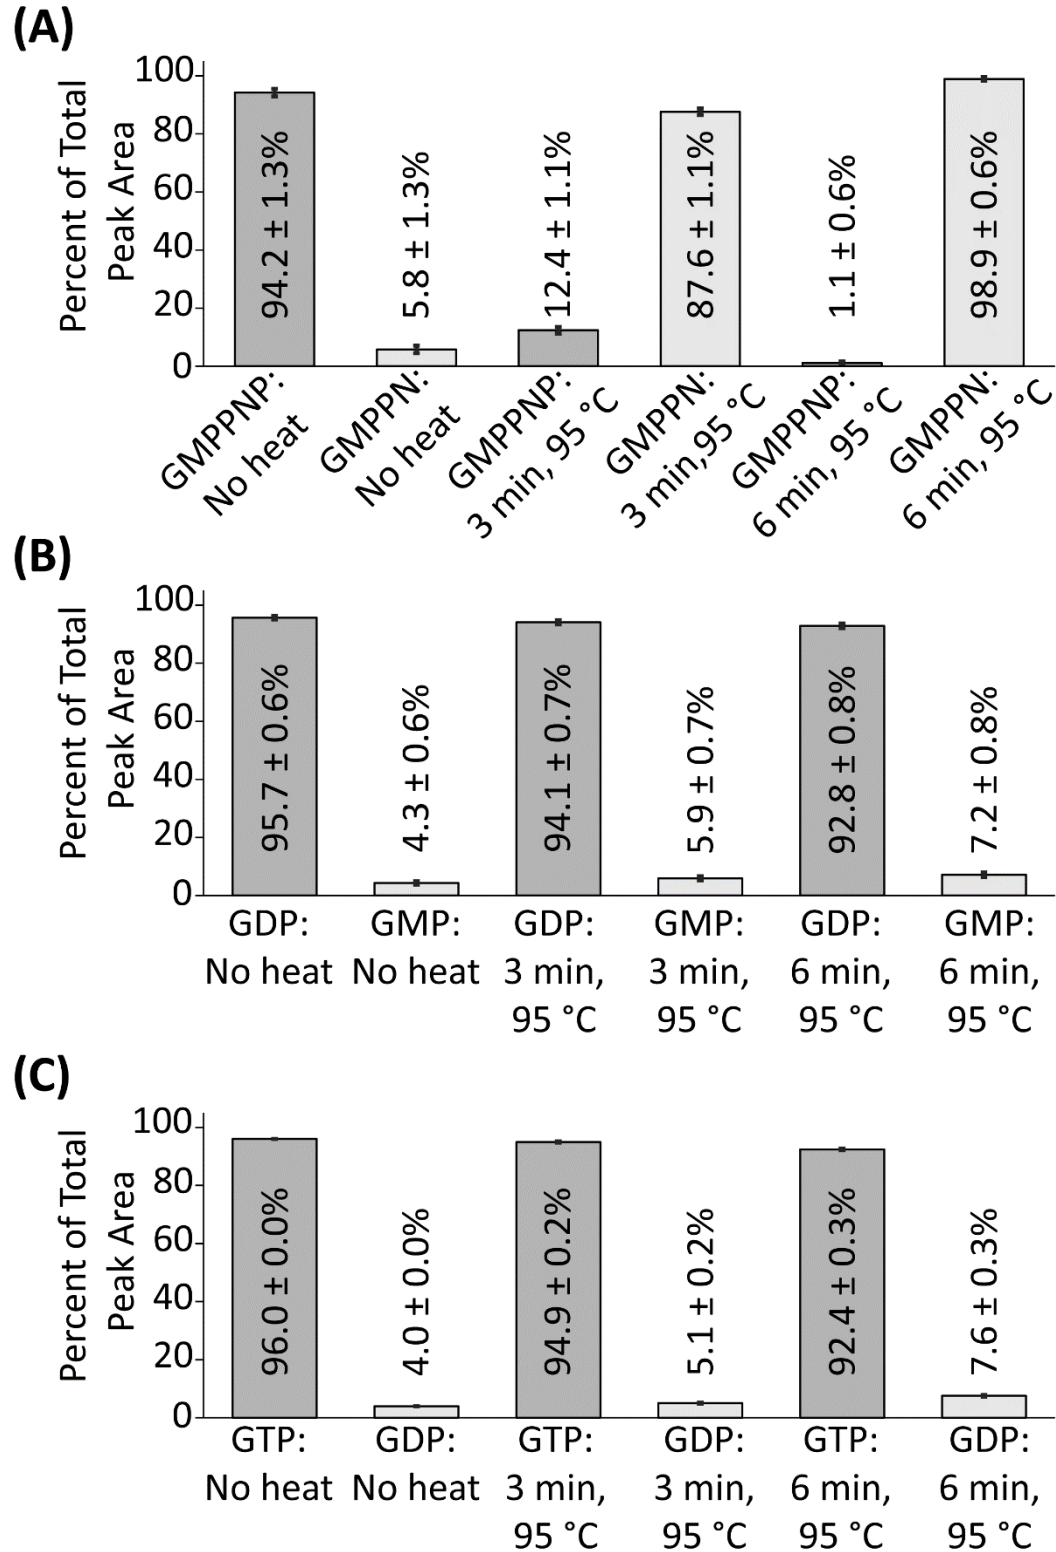 (A)
Percent of Total
Peak Area
100
80
60
40
20
0
94.2 ± 1.3%
5.8 ± 1.3%
12.4 ± 1.1%
87.6 ± 1.1%
1.1 ± 0.6%
98.9 ± 0.6%
GMPPNP:
No heat
GMPPN:
No heat
GMPPNP:
3 min, 95 °C
GMPPN:
3 min,95 °C
GMPPNP:
6 min, 95 °C
GMPPN:
6 min, 95 °C
(B)
Percent of Total
Peak Area
100
80
60
40
20
0
95.7 ± 0.6%
4.3 ± 0.6%
94.1 ± 0.7%
5.9 ± 0.7%
92.8 ± 0.8%
7.2 ± 0.8%
GDP:
No heat
GMP:
No heat
GDP:
3 min,
95 °C
GMP:
3 min,
95 °C
GDP:
6 min,
95 °C
GMP:
6 min,
95 °C
(C)
Percent of Total
Peak Area
100
80
60
40
20
0
96.0 ± 0.0%
4.0 ± 0.0%
94.9 ± 0.2%
5.1 ± 0.2%
92.4 ± 0.3%
7.6 ± 0.3%
GTP:
No heat
GDP:
No heat
GTP:
3 min,
95 °C
GDP:
3 min,
95 °C
GTP:
6 min,
95 °C
GDP:
6 min,
95 °C